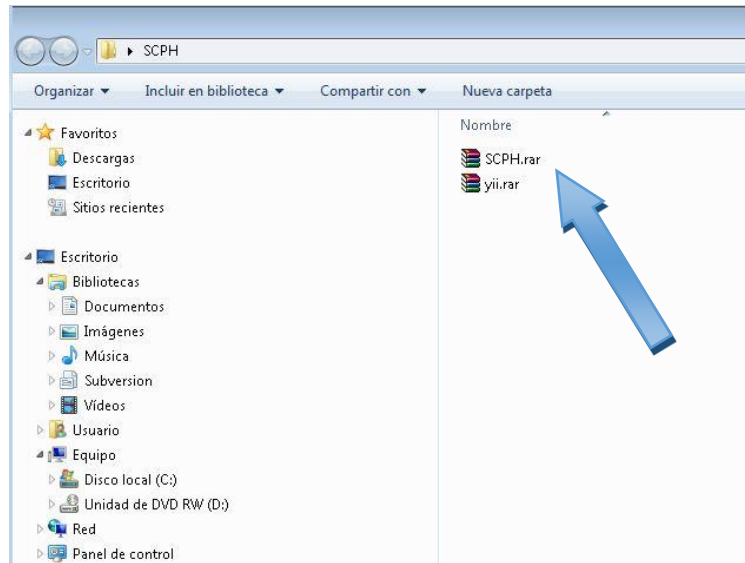 SCPH
Organizar Incluir en biblioteca Compartir con Nueva carpeta
Favoritos
Descargas
Escritorio
Sitios recientes
Escritorio
Bibliotecas
Documentos
Imágenes
Música
Subversion
Vídeos
Usuario
Equipo
Disco local (C:)
Unidad de DVD RW (D:)
Red
Panel de control
Nombre
SCPH.rar
yii.rar